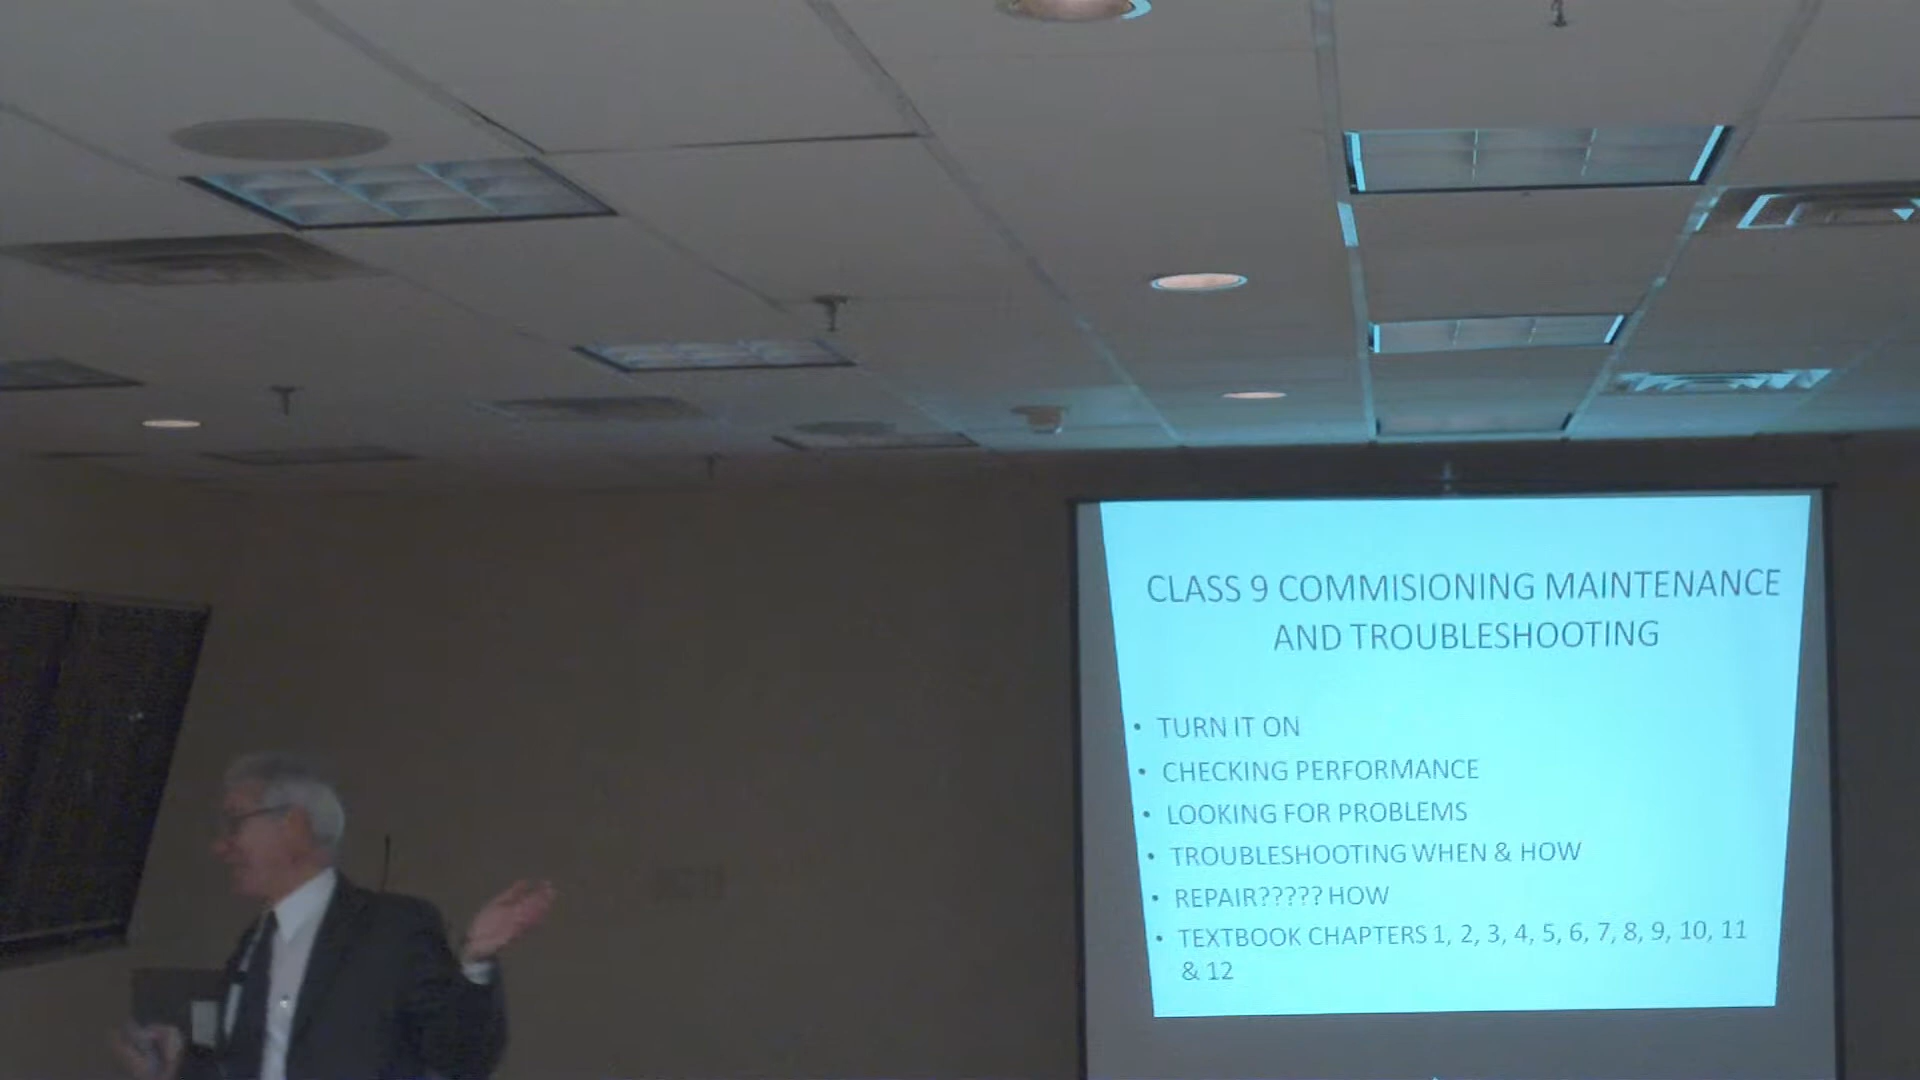 CLASS 9 COMMISIONING MAINTENANCE
AND TROUBLESHOOTING
• TURN IT ON
• CHECKING PERFORMANCE
• LOOKING FOR PROBLEMS
• TROUBLESHOOTING WHEN & HOW
• REPAIR????? HOW
• TEXTBOOK CHAPTERS 1, 2, 3, 4, 5, 6, 7, 8, 9, 10, 11
& 12